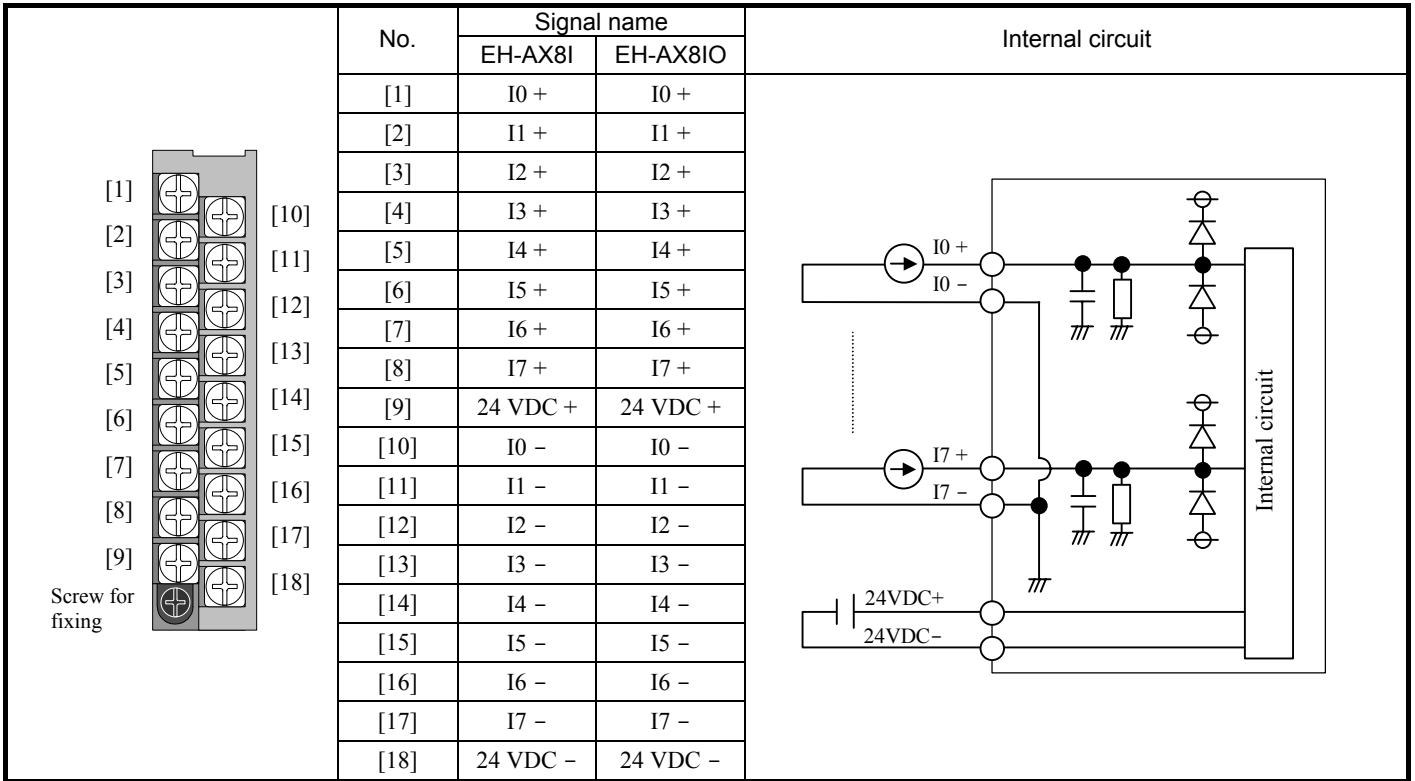 No. Signal name Internal circuit
EH-AX8I EH-AX8IO
[1] I0 + I0 +
[2] I1 + I1 +
[3] I2 + I2 +
[4] I3 + I3 +
[5] I4 + I4 +
[6] I5 + I5 +
[7] I6 + I6 +
[8] I7 + I7 +
[9] 24 VDC + 24 VDC +
[10] I0 − I0 −
[11] I1 − I1 −
[12] I2 − I2 −
[13] I3 − I3 −
[14] I4 − I4 −
[15] I5 − I5 −
[16] I6 − I6 −
[17] I7 − I7 −
[18] 24 VDC − 24 VDC −
[1]
[10]
[2]
[11]
[3]
[12]
[4]
[13]
[5]
[14]
[6]
[15]
[7]
[16]
[8]
[17]
[9]
[18]
Screw for
fixing
I0 +
I0 −
I7 +
I7 −
24VDC+
24VDC−
Internal circuit